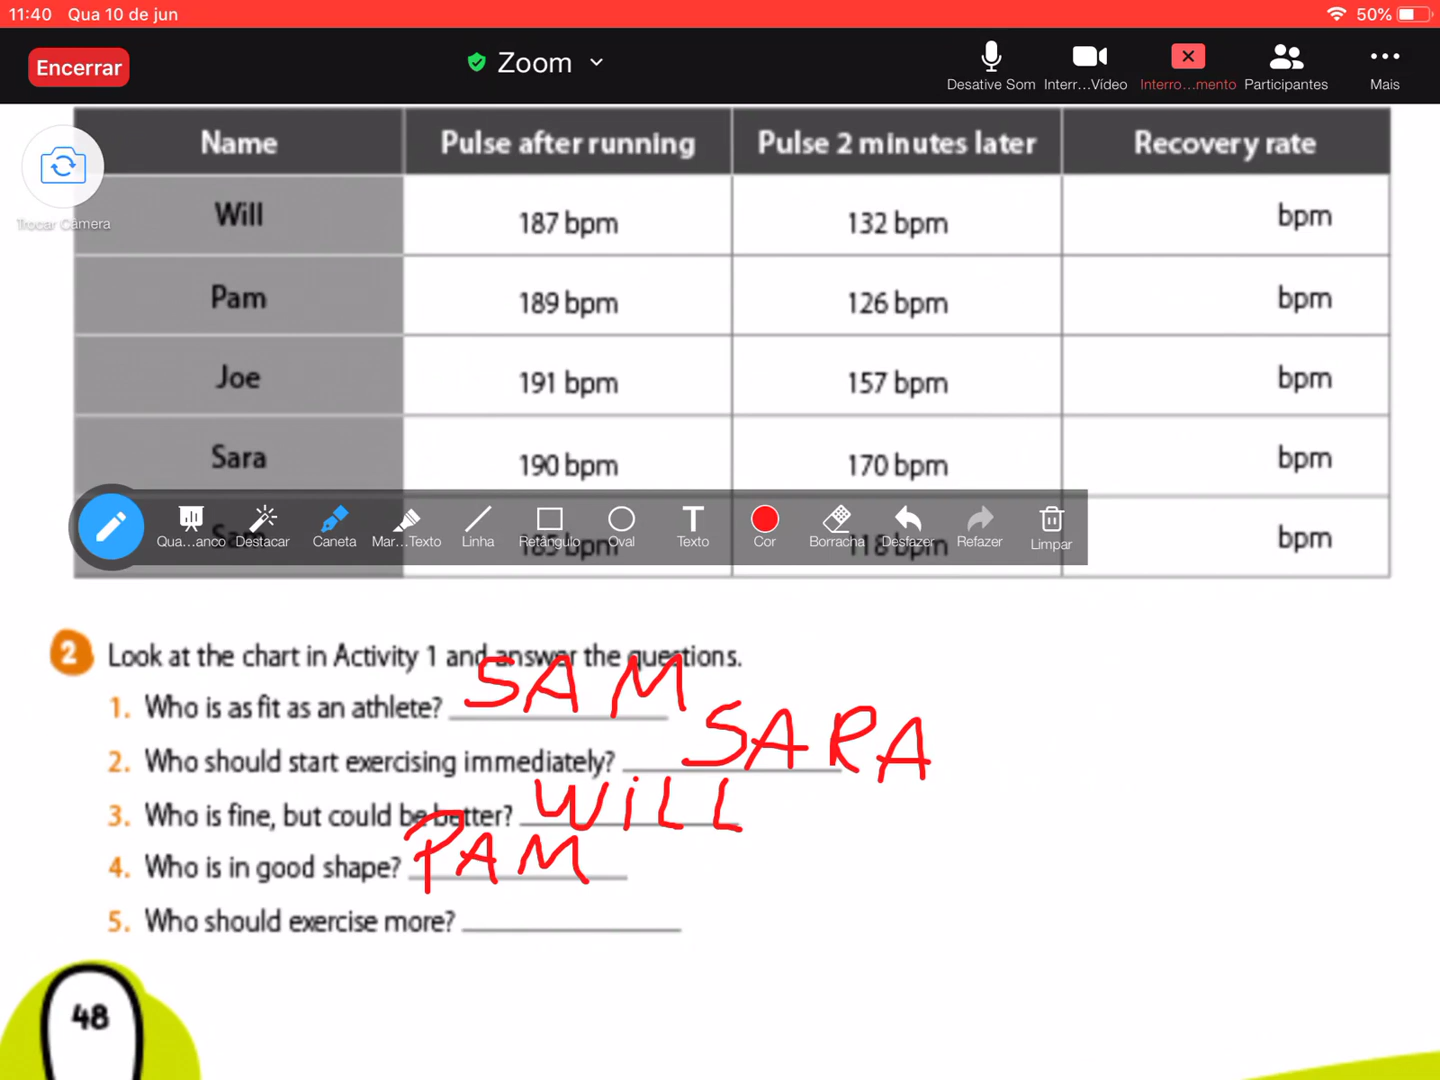 11:40 Qua 10 de jun 50%
Encerrar Zoom Desative Som Interr...Vídeo Interro...mento Participantes Mais
Trocar Câmera
Name Pulse after running Pulse 2 minutes later Recovery rate
Will 187 bpm 132 bpm bpm
Pam 189 bpm 126 bpm bpm
Joe 191 bpm 157 bpm bpm
Sara 190 bpm 170 bpm bpm
Sam 185 bpm 118 bpm bpm
Qua...anco Destacar Caneta Mar...Texto Linha Retângulo Oval T Texto Cor Borracha Desfazer Refazer Limpar
2 Look at the chart in Activity 1 and answer the questions.
1. Who is as fit as an athlete? SAM
2. Who should start exercising immediately? SARA
3. Who is fine, but could be better? WiLL
4. Who is in good shape? PAM
5. Who should exercise more?
48